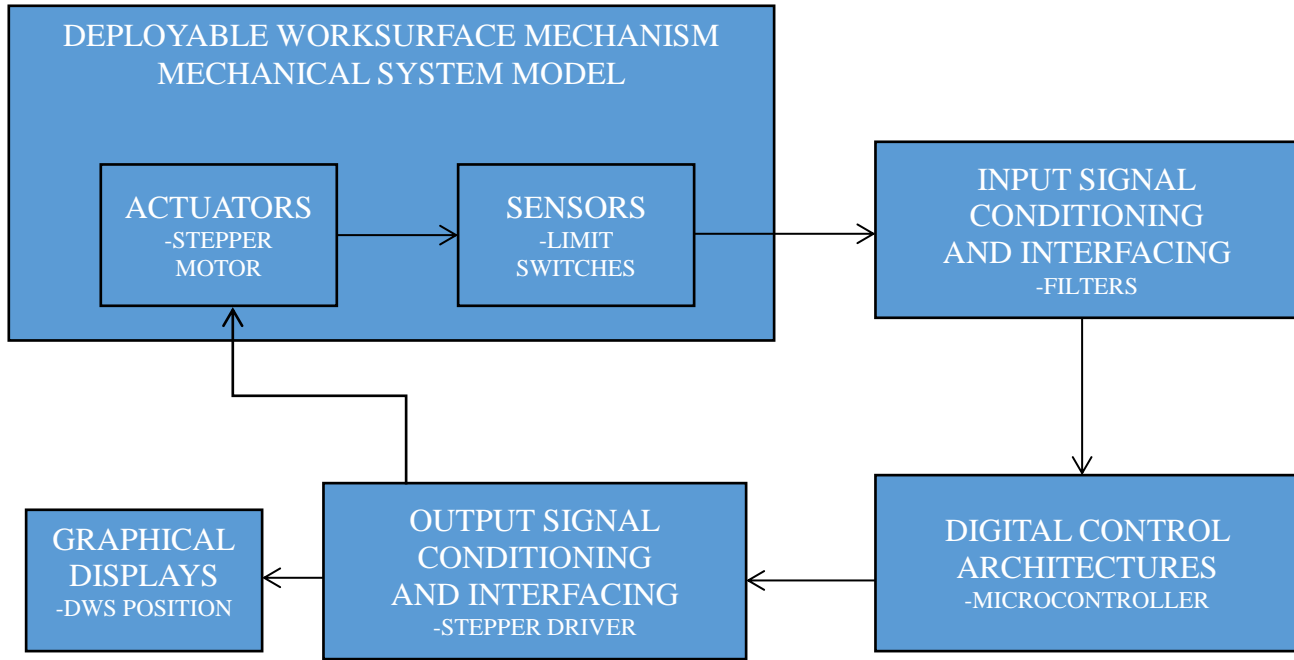 DEPLOYABLE WORKSURFACE MECHANISM
MECHANICAL SYSTEM MODEL
ACTUATORS
-STEPPER
MOTOR
SENSORS
-LIMIT
SWITCHES
INPUT SIGNAL
CONDITIONING
AND INTERFACING
-FILTERS
GRAPHICAL
DISPLAYS
-DWS POSITION
OUTPUT SIGNAL
CONDITIONING
AND INTERFACING
-STEPPER DRIVER
DIGITAL CONTROL
ARCHITECTURES
-MICROCONTROLLER